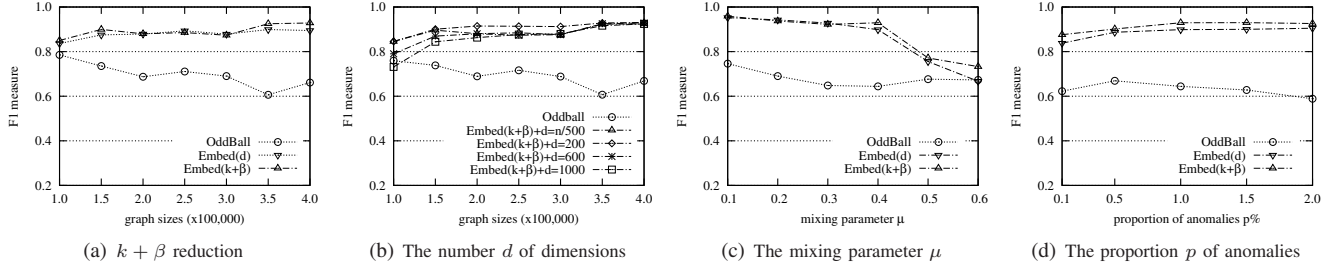 F1 measure
1.0
0.8
0.6
0.4
0.2
OddBall
Embed(d)
Embed(k+β)
1.0 1.5 2.0 2.5 3.0 3.5 4.0
graph sizes (x100,000)
(a) k + β reduction
F1 measure
1.0
0.8
0.6
0.4
0.2
Oddball
Embed(k+β)+d=n/500
Embed(k+β)+d=200
Embed(k+β)+d=600
Embed(k+β)+d=1000
1.0 1.5 2.0 2.5 3.0 3.5 4.0
graph sizes (x100,000)
(b) The number d of dimensions
F1 measure
1.0
0.8
0.6
0.4
0.2
OddBall
Embed(d)
Embed(k+β)
0.1 0.2 0.3 0.4 0.5 0.6
mixing parameter μ
(c) The mixing parameter μ
F1 measure
1.0
0.8
0.6
0.4
0.2
OddBall
Embed(d)
Embed(k+β)
0.1 0.5 1.0 1.5 2.0
proportion of anomalies p%
(d) The proportion p of anomalies